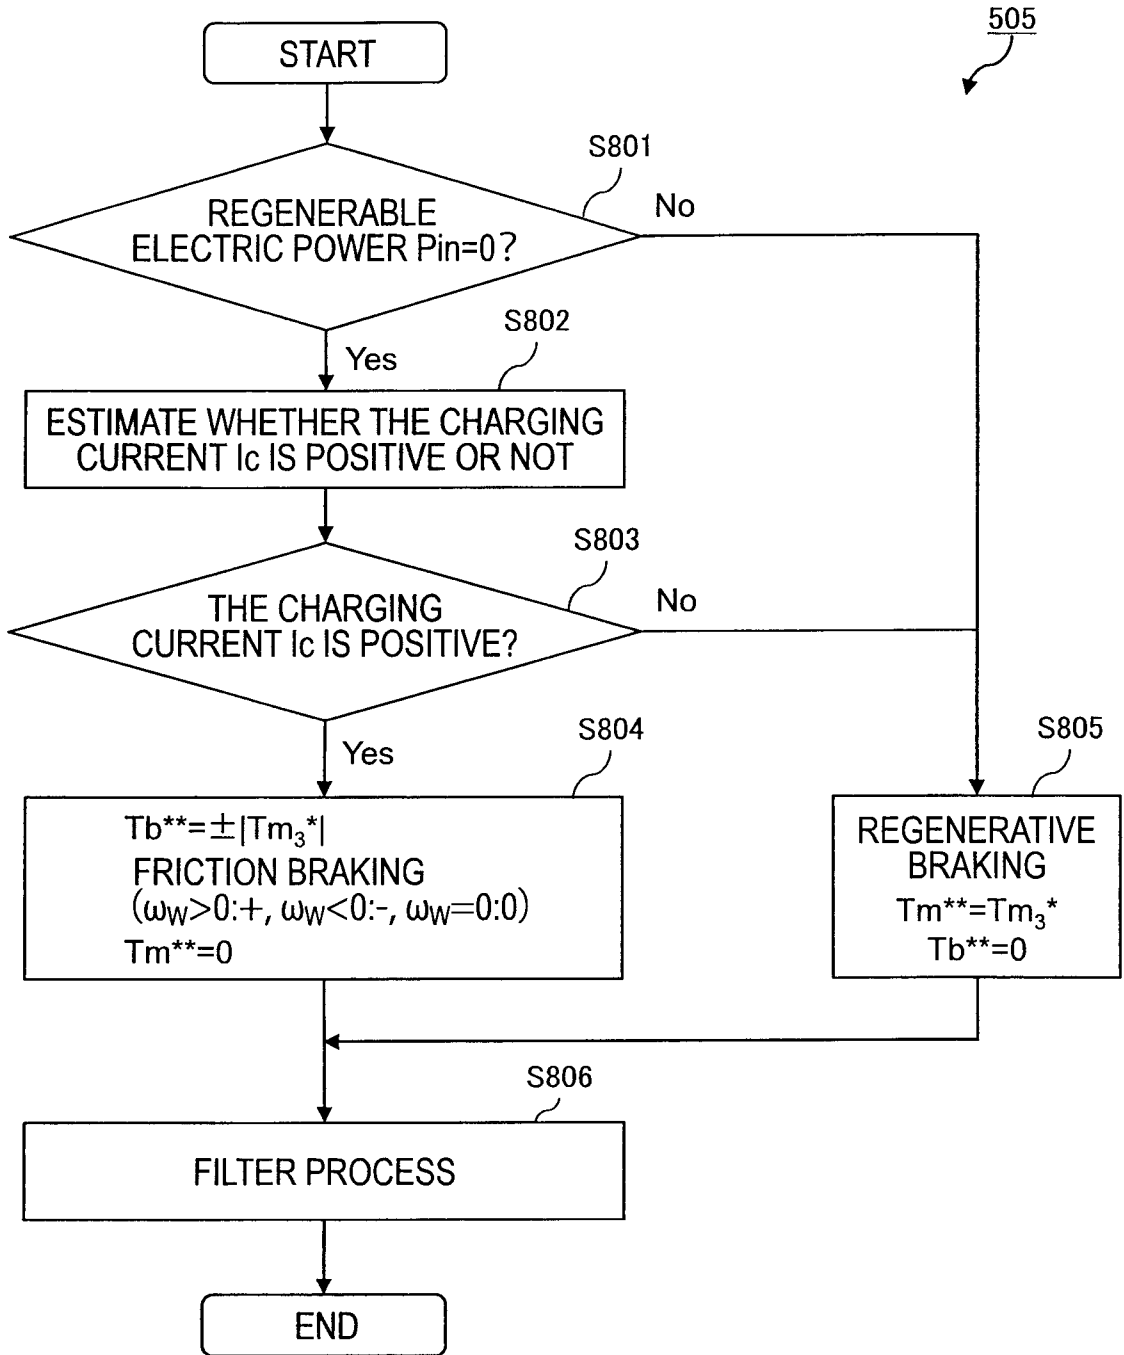 505
START
S801
REGENERABLE
ELECTRIC POWER Pin=0?
No
Yes
S802
ESTIMATE WHETHER THE CHARGING
CURRENT Ic IS POSITIVE OR NOT
S803
THE CHARGING
CURRENT Ic IS POSITIVE?
No
Yes
S804
Tb**=±|Tm₃*|
FRICTION BRAKING
(ωW>0:+, ωW<0:-, ωW=0:0)
Tm**=0
S805
REGENERATIVE
BRAKING
Tm**=Tm₃*
Tb**=0
S806
FILTER PROCESS
END